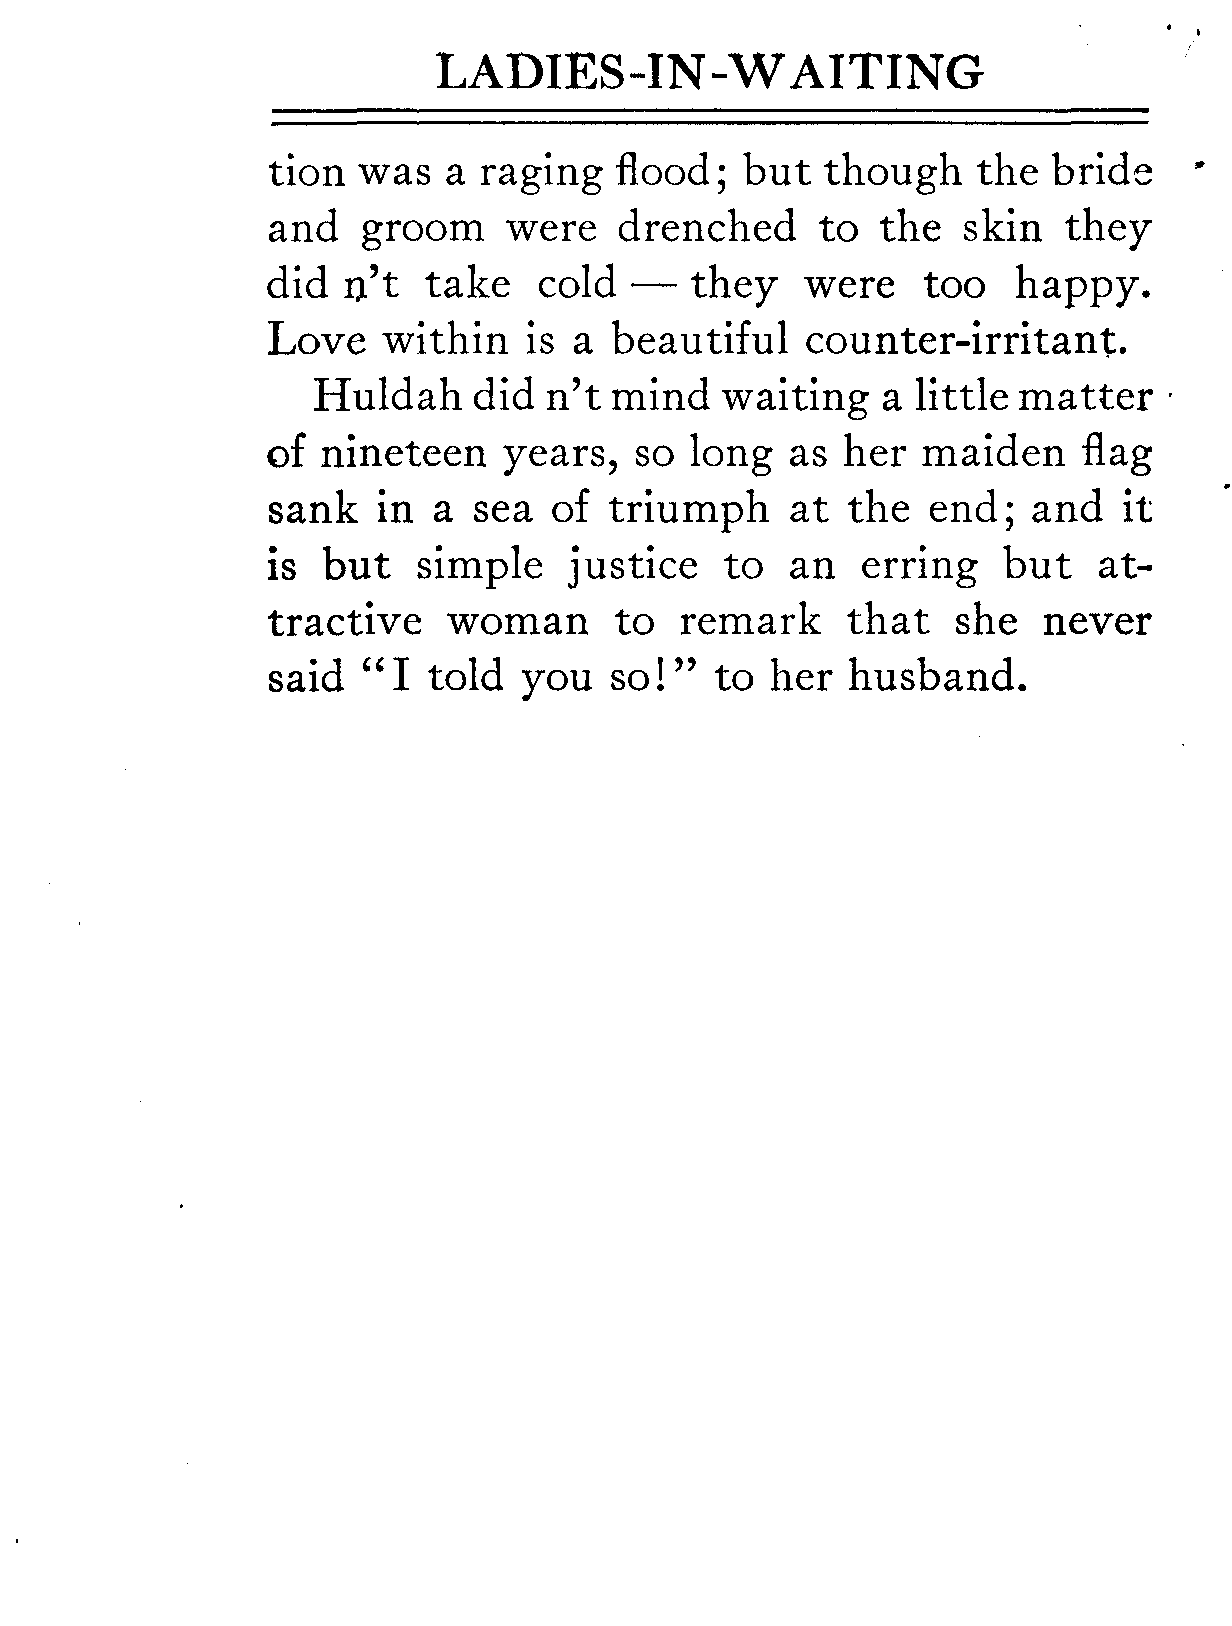 LADIES-IN-WAITING
tion was a raging flood; but though the bride
and groom were drenched to the skin they
did n't take cold — they were too happy.
Love within is a beautiful counter-irritant.
Huldah did n't mind waiting a little matter
of nineteen years, so long as her maiden flag
sank in a sea of triumph at the end; and it
is but simple justice to an erring but at-
tractive woman to remark that she never
said “I told you so!” to her husband.